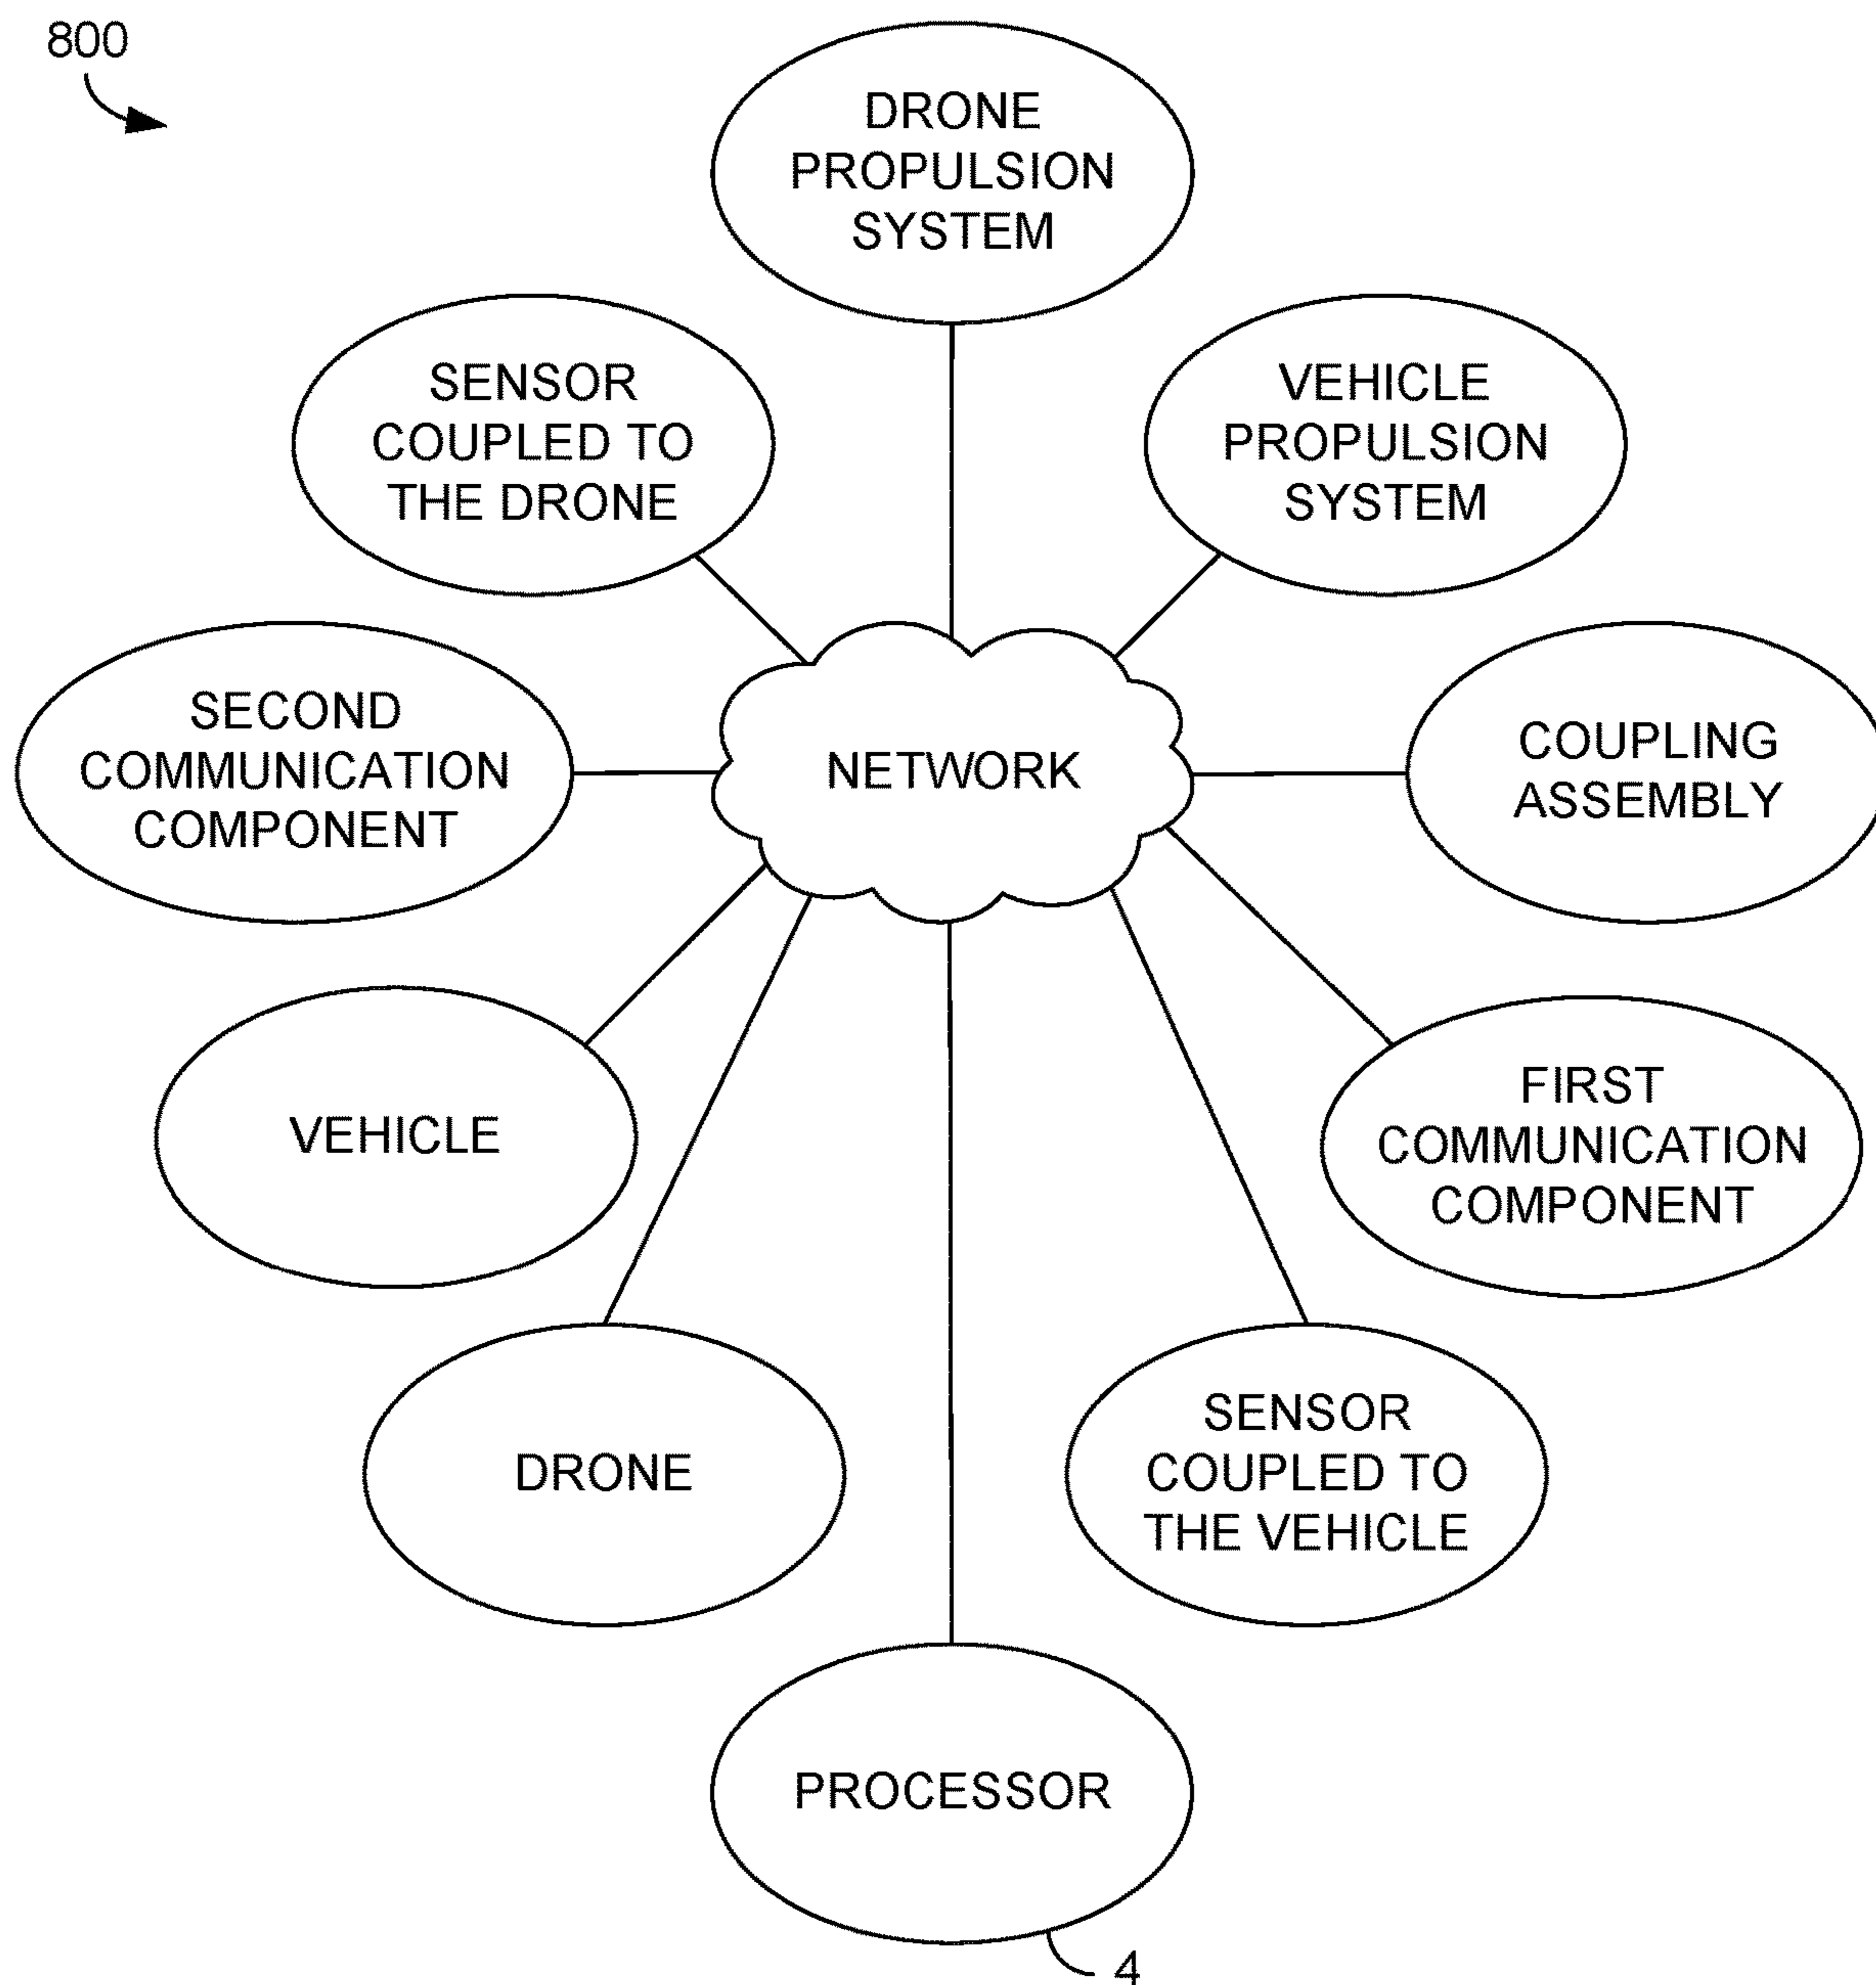 800
DRONE
PROPULSION
SYSTEM
SENSOR
COUPLED TO
THE DRONE
VEHICLE
PROPULSION
SYSTEM
SECOND
COMMUNICATION
COMPONENT
NETWORK
COUPLING
ASSEMBLY
VEHICLE
FIRST
COMMUNICATION
COMPONENT
DRONE
SENSOR
COUPLED TO
THE VEHICLE
PROCESSOR
4